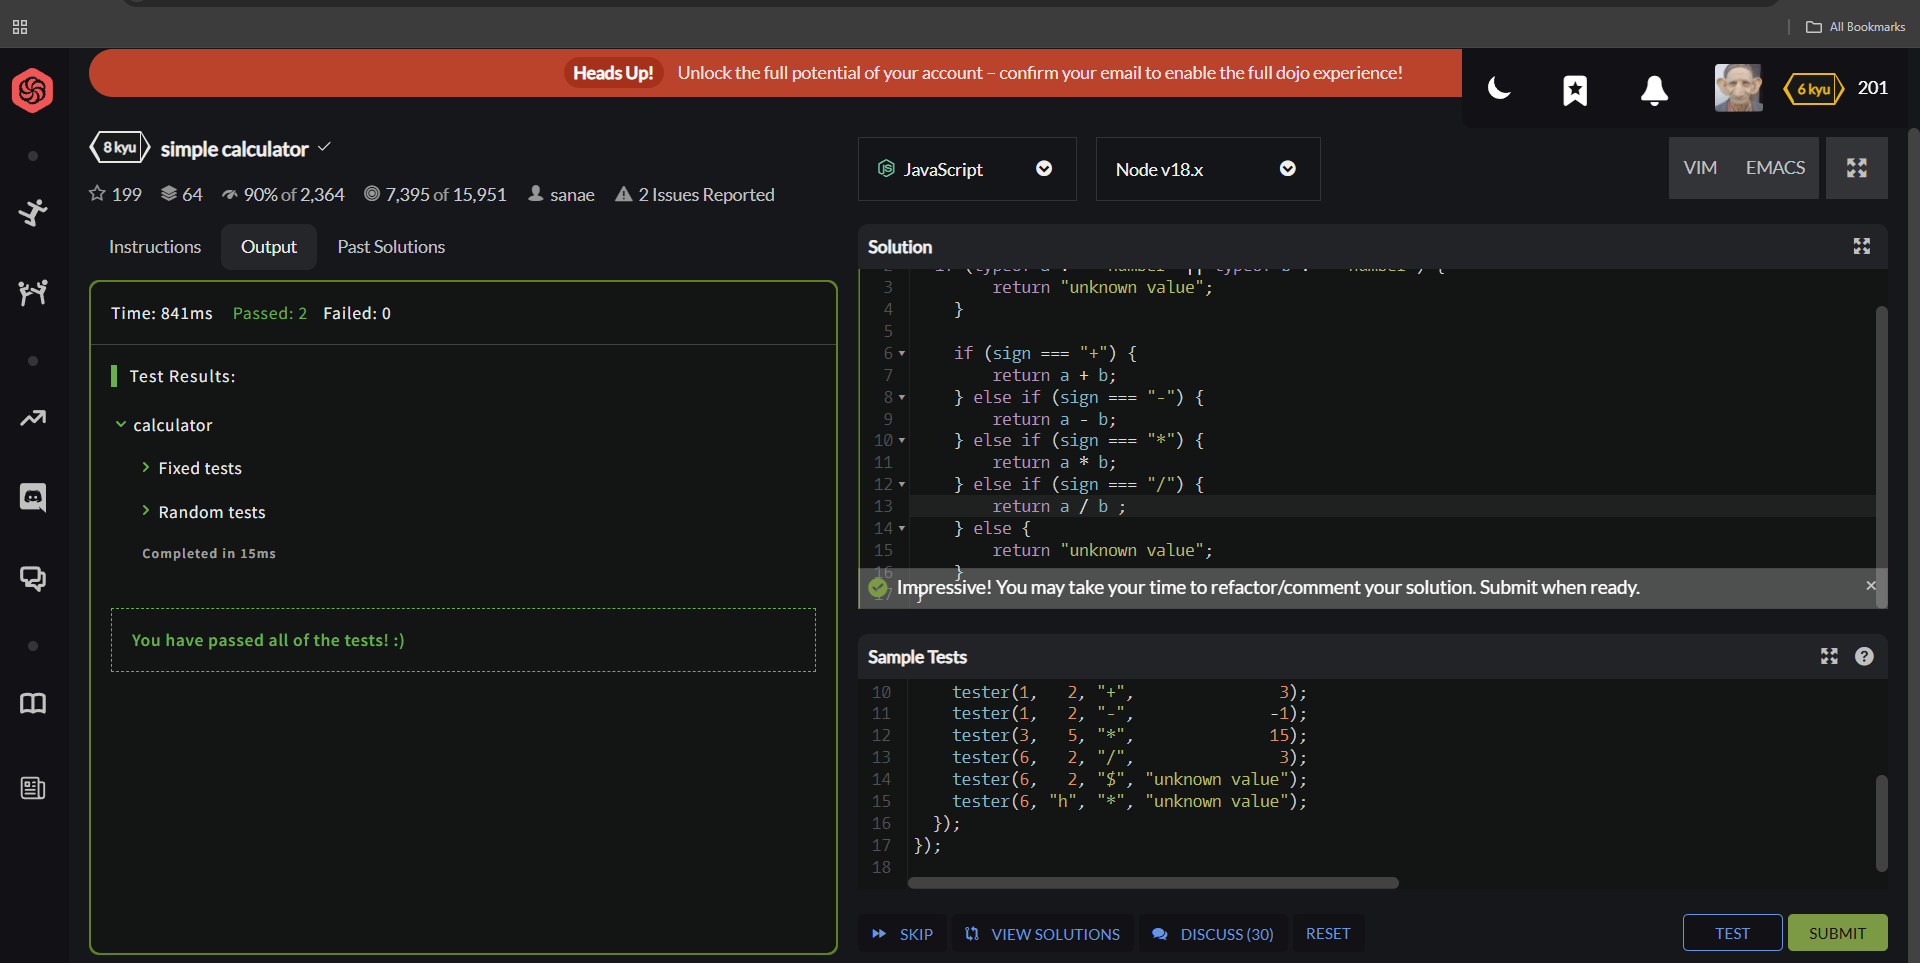 All Bookmarks
Heads Up! Unlock the full potential of your account – confirm your email to enable the full dojo experience!
6 kyu 201
8 kyu simple calculator
199 64 90% of 2,364 7,395 of 15,951 sanae 2 Issues Reported
JavaScript
Node v18.x
VIM EMACS
Instructions Output Past Solutions
Time: 841ms Passed: 2 Failed: 0
Test Results:
calculator
Fixed tests
Random tests
Completed in 15ms
You have passed all of the tests! :)
Solution
3 return "unknown value";
4 }
5
6 if (sign === "+") {
7 return a + b;
8 } else if (sign === "-") {
9 return a - b;
10 } else if (sign === "*") {
11 return a * b;
12 } else if (sign === "/") {
13 return a / b ;
14 } else {
15 return "unknown value";
16 }
17 }
Impressive! You may take your time to refactor/comment your solution. Submit when ready.
Sample Tests
10 tester(1, 2, "+", 3);
11 tester(1, 2, "-", -1);
12 tester(3, 5, "*", 15);
13 tester(6, 2, "/", 3);
14 tester(6, 2, "$", "unknown value");
15 tester(6, "h", "*", "unknown value");
16 });
17 });
18
SKIP VIEW SOLUTIONS DISCUSS (30) RESET
TEST SUBMIT